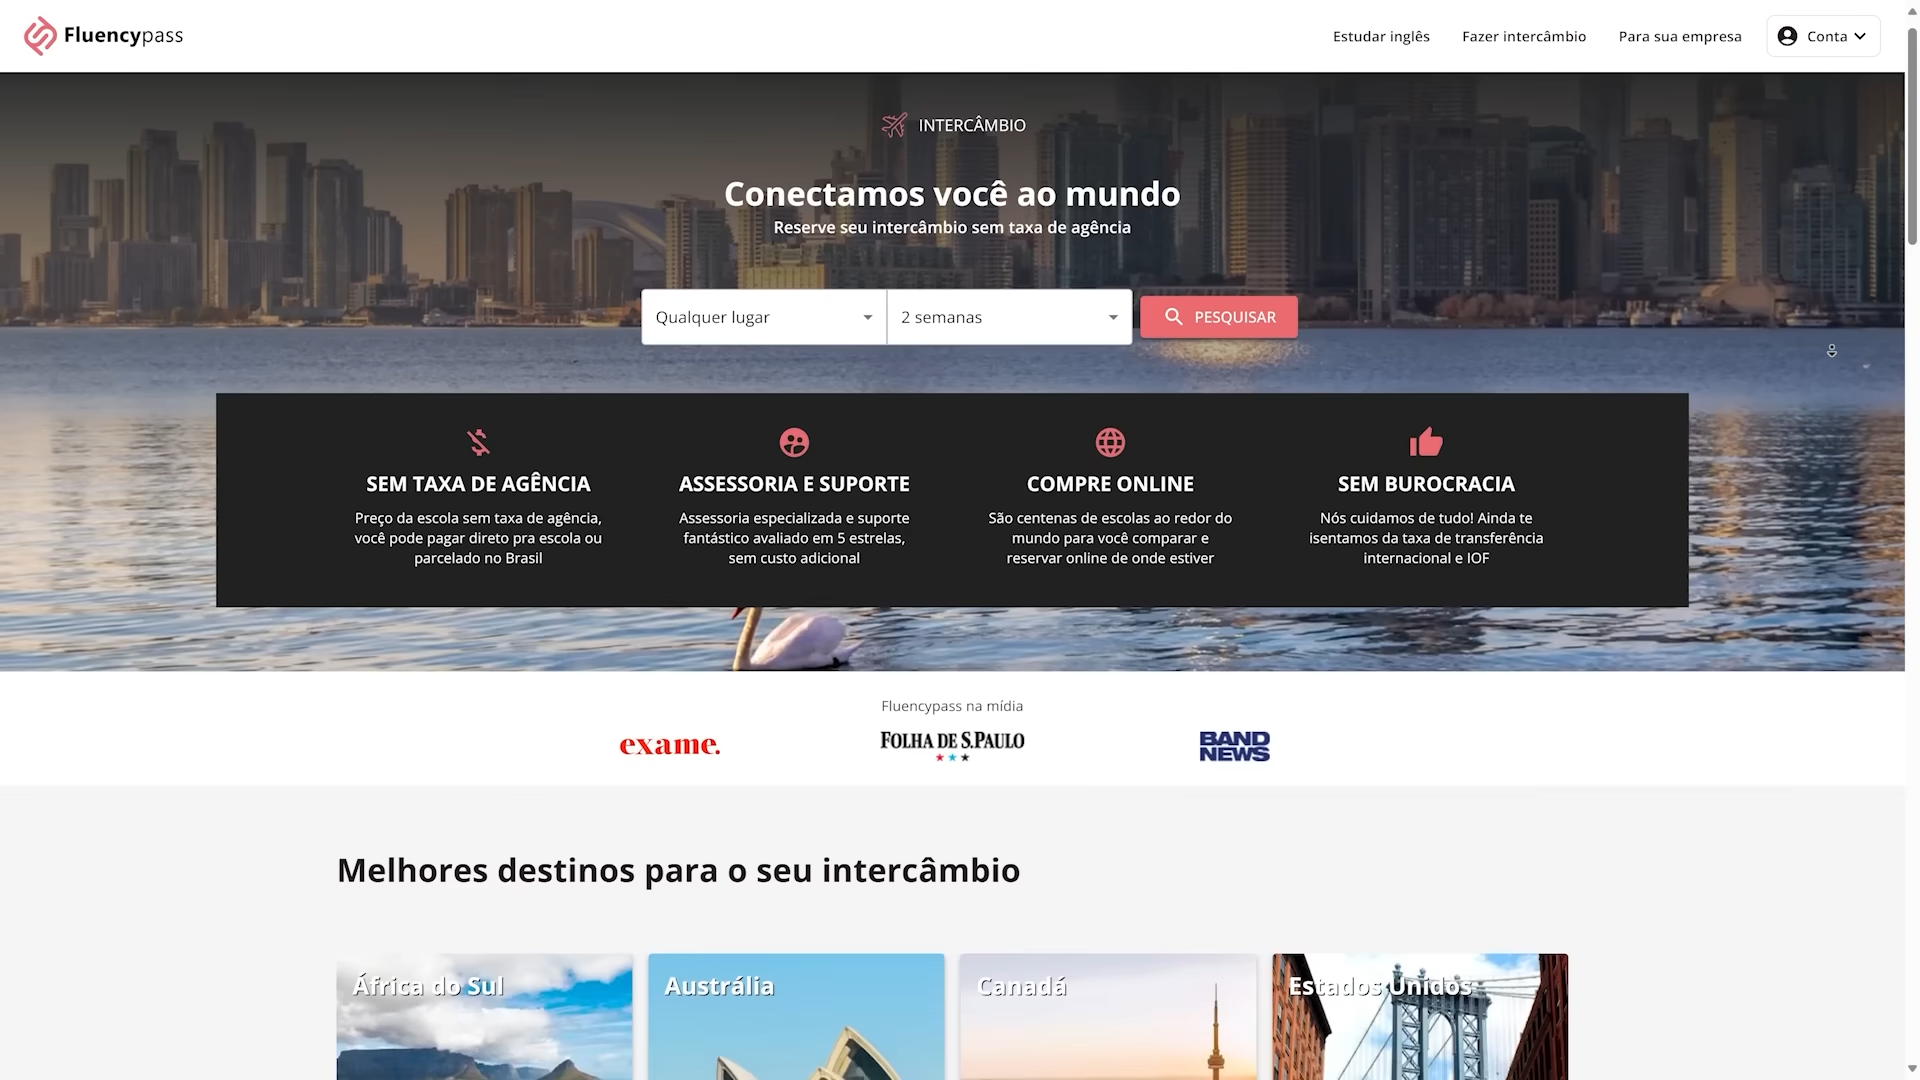 Fluencypass
Estudar inglês
Fazer intercâmbio
Para sua empresa
Conta
INTERCÂMBIO
Conectamos você ao mundo
Reserve seu intercâmbio sem taxa de agência
Qualquer lugar
2 semanas
PESQUISAR
SEM TAXA DE AGÊNCIA
Preço da escola sem taxa de agência,
você pode pagar direto pra escola ou
parcelado no Brasil
ASSESSORIA E SUPORTE
Assessoria especializada e suporte
fantástico avaliado em 5 estrelas,
sem custo adicional
COMPRE ONLINE
São centenas de escolas ao redor do
mundo para você comparar e
reservar online de onde estiver
SEM BUROCRACIA
Nós cuidamos de tudo! Ainda te
isentamos da taxa de transferência
internacional e IOF
Fluencypass na mídia
exame.
FOLHA DE S.PAULO
BAND
NEWS
Melhores destinos para o seu intercâmbio
África do Sul
Austrália
Canadá
Estados Unidos